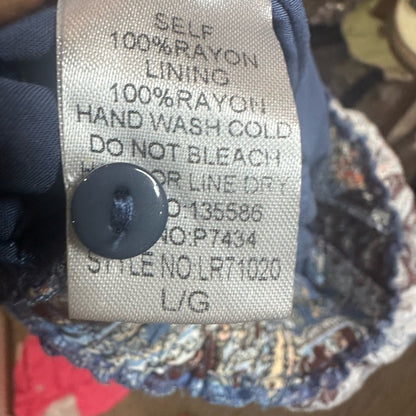 SELF
100%RAYON
LINING
100%RAYON
HAND WASH COLD
DO NOT BLEACH
OR LINE DRY
:135586
NO:P7434
STYLE NO:LR71020
L/G